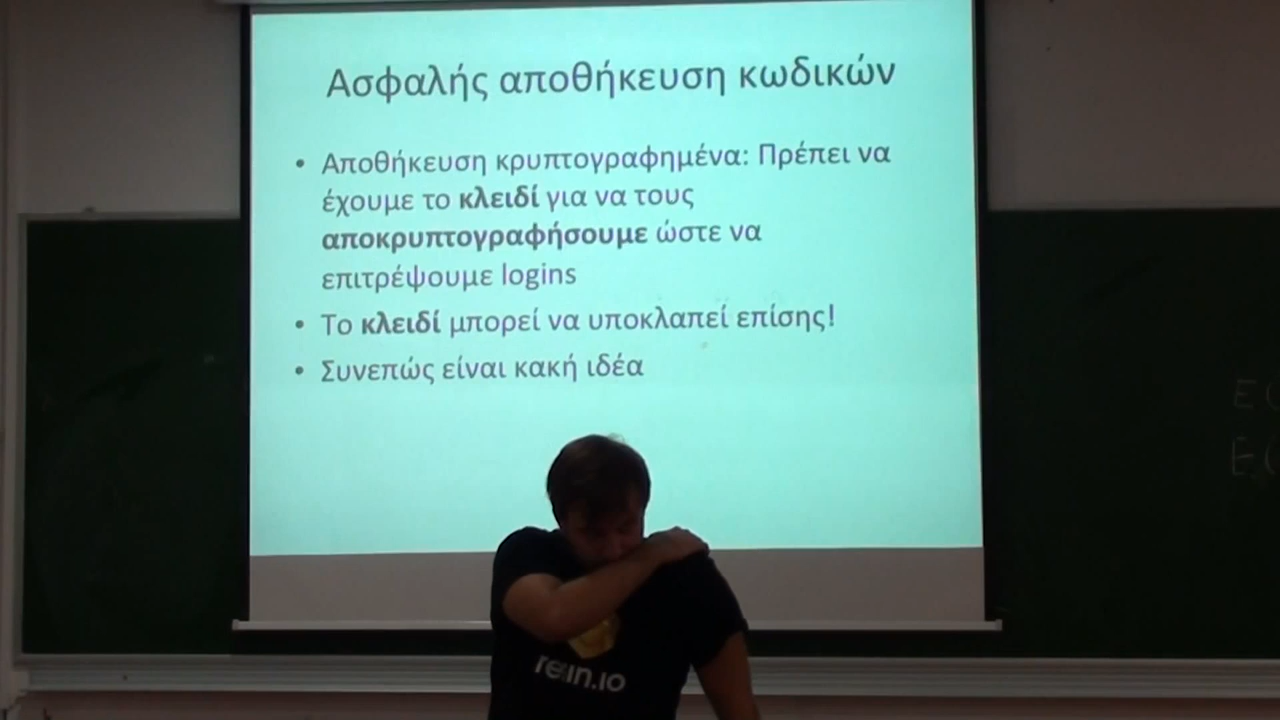 Ασφαλής αποθήκευση κωδικών
• Αποθήκευση κρυπτογραφημένα: Πρέπει να
έχουμε το κλειδί για να τους
αποκρυπτογραφήσουμε ώστε να
επιτρέψουμε logins
• Το κλειδί μπορεί να υποκλαπεί επίσης!
• Συνεπώς είναι κακή ιδέα
resin.io